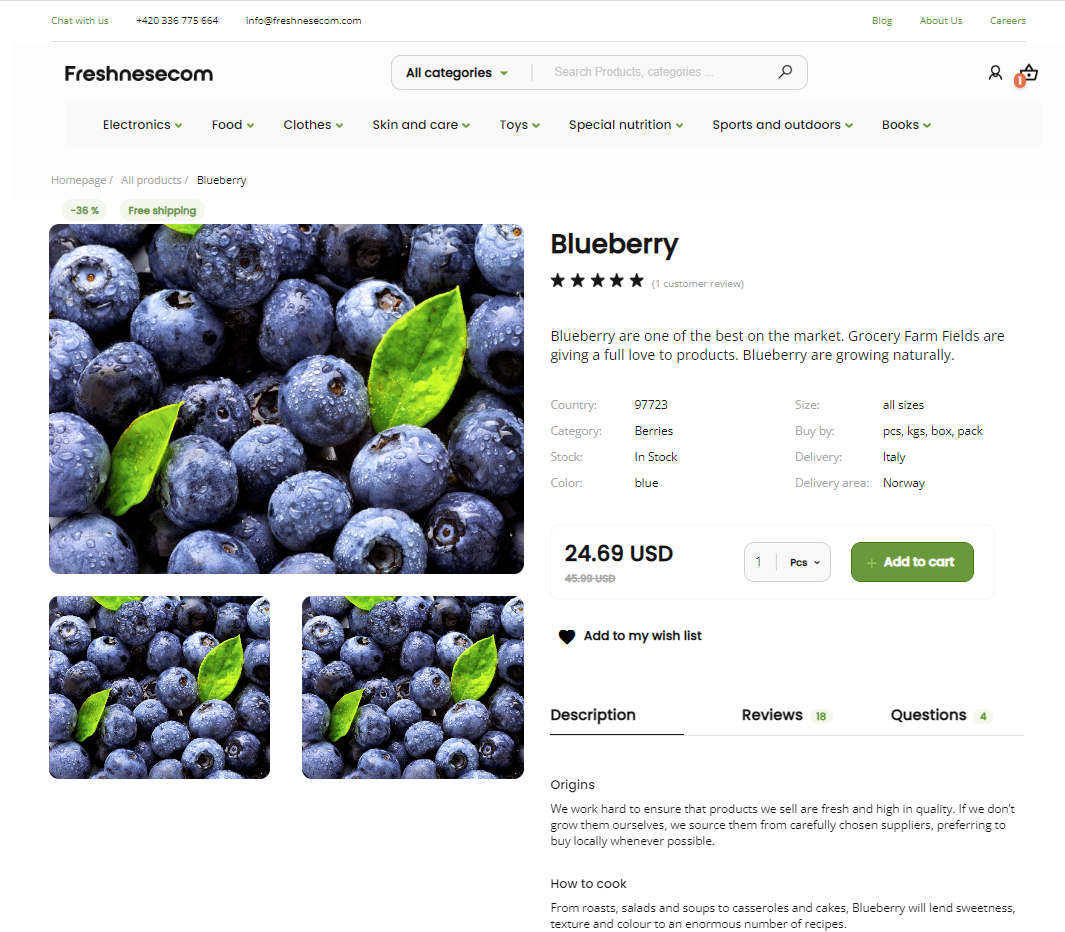 Chat with us +420 336 775 664 info@freshnesecom.com Blog About Us Careers
Freshnesecom All categories Search Products, categories ... 1
Electronics Food Clothes Skin and care Toys Special nutrition Sports and outdoors Books
Homepage / All products / Blueberry
-36 % Free shipping
Blueberry
(1 customer review)
Blueberry are one of the best on the market. Grocery Farm Fields are
giving a full love to products. Blueberry are growing naturally.
Country: 97723 Size: all sizes
Category: Berries Buy by: pcs, kgs, box, pack
Stock: In Stock Delivery: Italy
Color: blue Delivery area: Norway
24.69 USD 1 Pcs + Add to cart
45.99 USD
Add to my wish list
Description Reviews 18 Questions 4
Origins
We work hard to ensure that products we sell are fresh and high in quality. If we don’t
grow them ourselves, we source them from carefully chosen suppliers, preferring to
buy locally whenever possible.
How to cook
From roasts, salads and soups to casseroles and cakes, Blueberry will lend sweetness,
texture and colour to an enormous number of recipes.